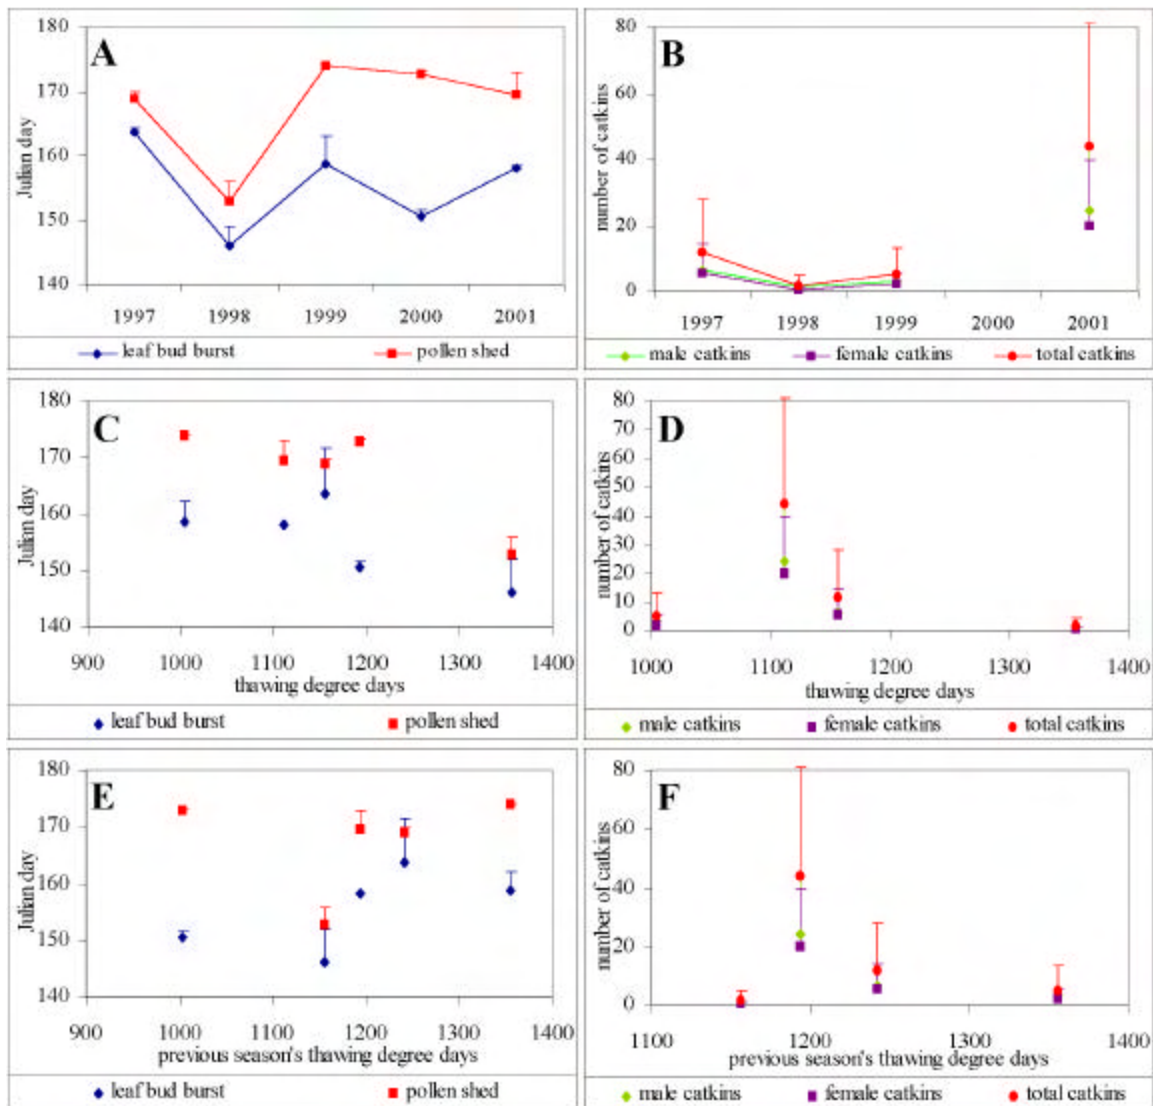 A
Julian day
180
170
160
150
140
1997 1998 1999 2000 2001
leaf bud burst pollen shed
B
number of catkins
80
60
40
20
0
1997 1998 1999 2000 2001
male catkins female catkins total catkins
C
Julian day
180
170
160
150
140
900 1000 1100 1200 1300 1400
thawing degree days
leaf bud burst pollen shed
D
number of catkins
80
70
60
50
40
30
20
10
0
1000 1100 1200 1300 1400
thawing degree days
male catkins female catkins total catkins
E
Julian day
180
170
160
150
140
900 1000 1100 1200 1300 1400
previous season's thawing degree days
leaf bud burst pollen shed
F
number of catkins
80
60
40
20
0
1100 1200 1300 1400
previous season's thawing degree days
male catkins female catkins total catkins